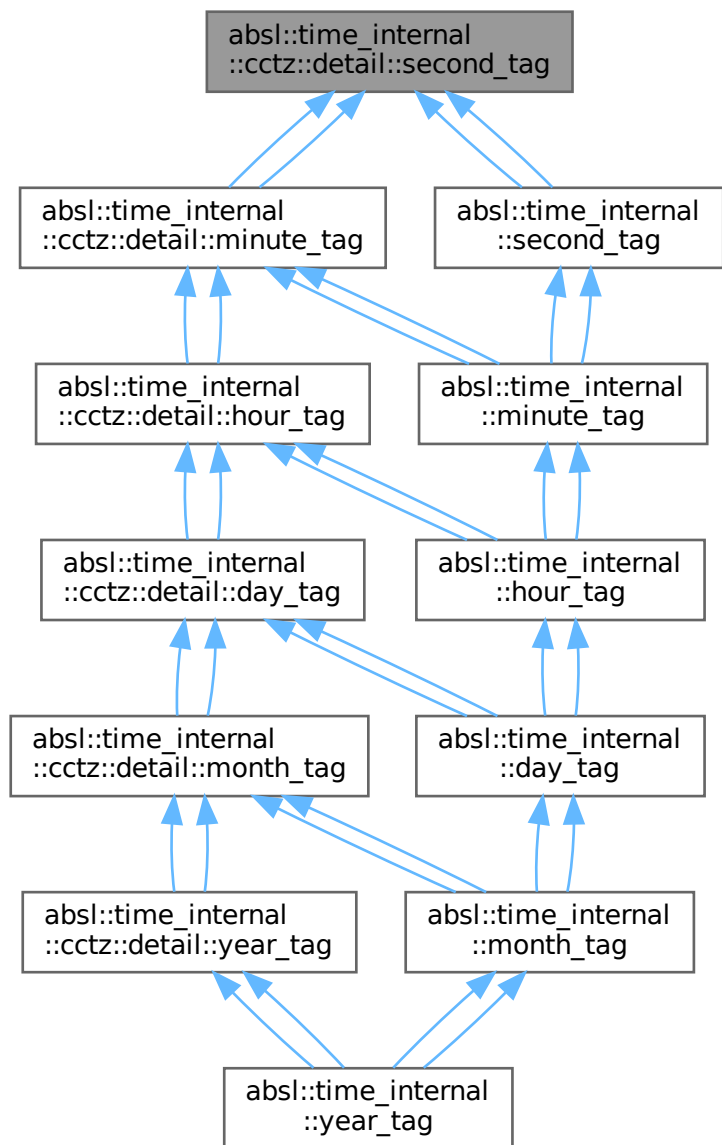 absl::time_internal
::cctz::detail::second_tag
absl::time_internal
::cctz::detail::minute_tag
absl::time_internal
::second_tag
absl::time_internal
::cctz::detail::hour_tag
absl::time_internal
::minute_tag
absl::time_internal
::cctz::detail::day_tag
absl::time_internal
::hour_tag
absl::time_internal
::cctz::detail::month_tag
absl::time_internal
::day_tag
absl::time_internal
::cctz::detail::year_tag
absl::time_internal
::month_tag
absl::time_internal
::year_tag